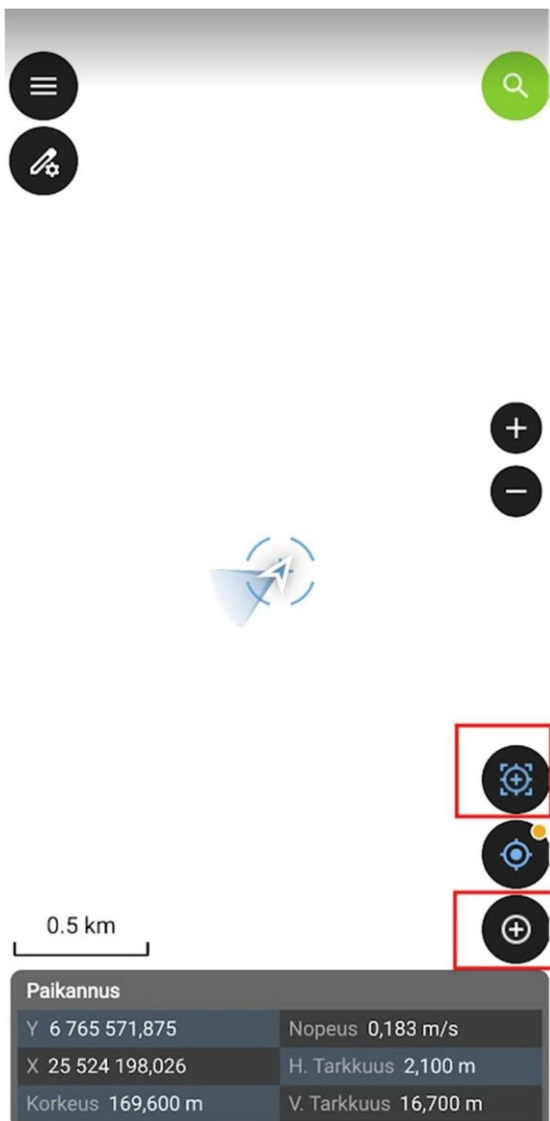 0.5 km
Paikannus
Y 6 765 571,875 Nopeus 0,183 m/s
X 25 524 198,026 H. Tarkkuus 2,100 m
Korkeus 169,600 m V. Tarkkuus 16,700 m